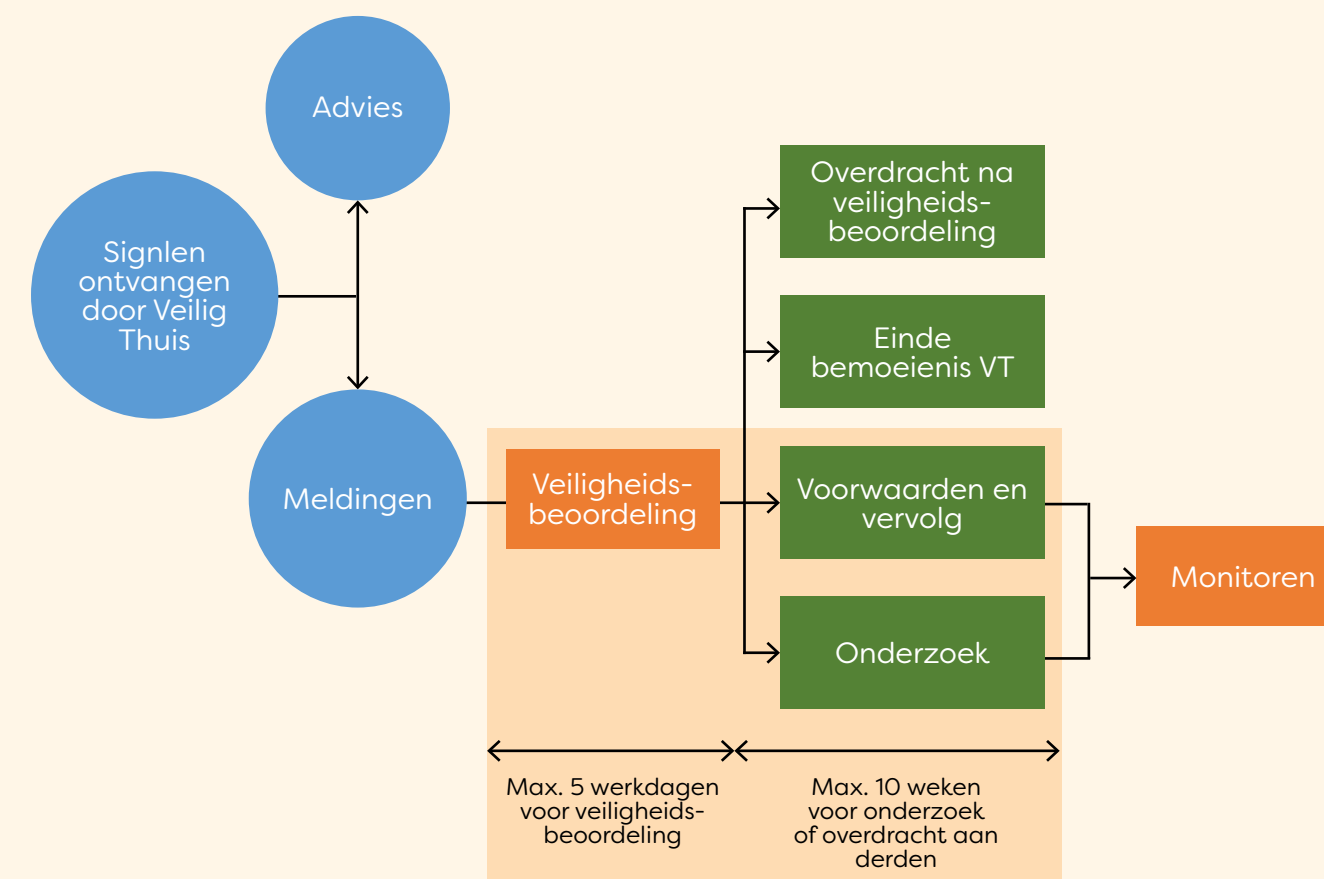 Advies
Signlen
ontvangen
door Veilig
Thuis
Meldingen
Veiligheids-
beoordeling
Overdracht na
veiligheids-
beoordeling
Einde
bemoeienis VT
Voorwaarden en
vervolg
Onderzoek
Monitoren
Max. 5 werkdagen
voor veiligheids-
beoordeling
Max. 10 weken
voor onderzoek
of overdracht aan
derden